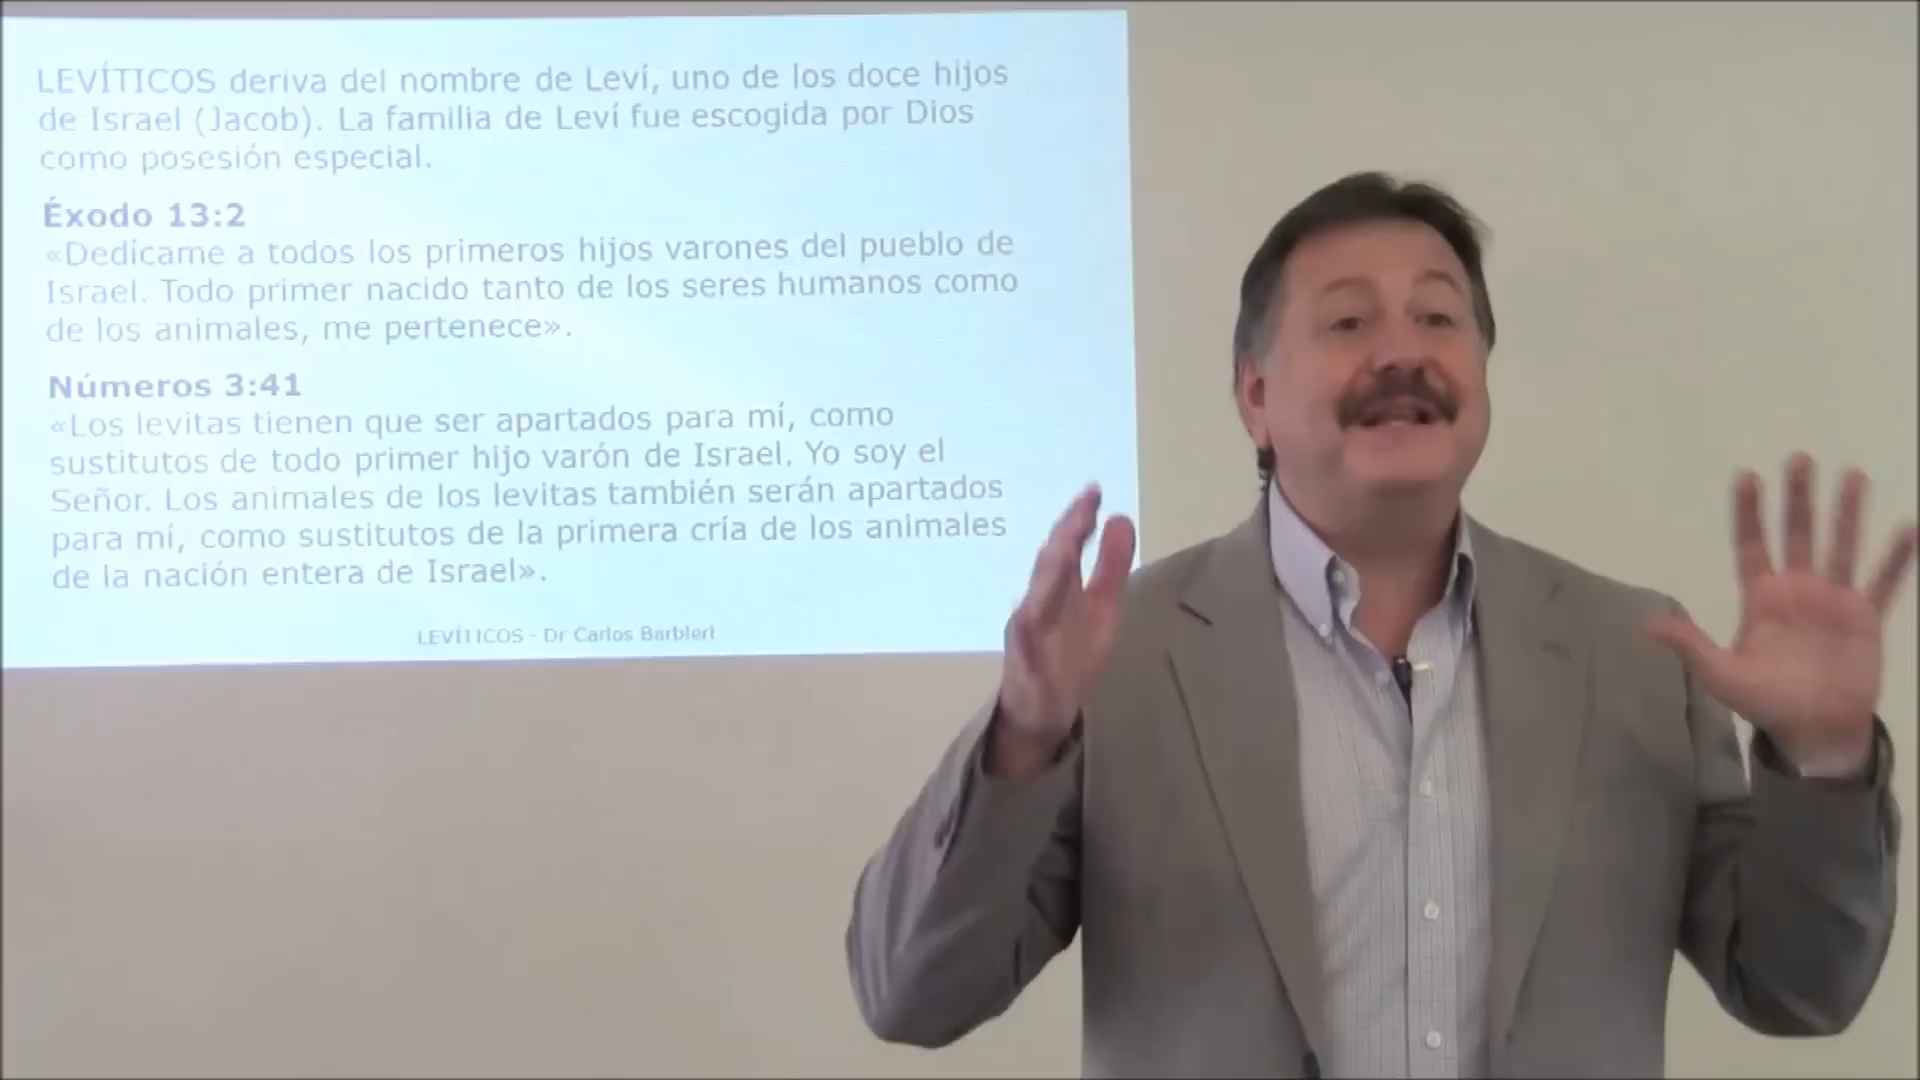 LEVÍTICOS deriva del nombre de Leví, uno de los doce hijos
de Israel (Jacob). La familia de Leví fue escogida por Dios
como posesión especial.
Éxodo 13:2
«Dedícame a todos los primeros hijos varones del pueblo de
Israel. Todo primer nacido tanto de los seres humanos como
de los animales, me pertenece».
Números 3:41
«Los levitas tienen que ser apartados para mí, como
sustitutos de todo primer hijo varón de Israel. Yo soy el
Señor. Los animales de los levitas también serán apartados
para mí, como sustitutos de la primera cría de los animales
de la nación entera de Israel».
LEVÍTICOS - Dr Carlos Barbieri